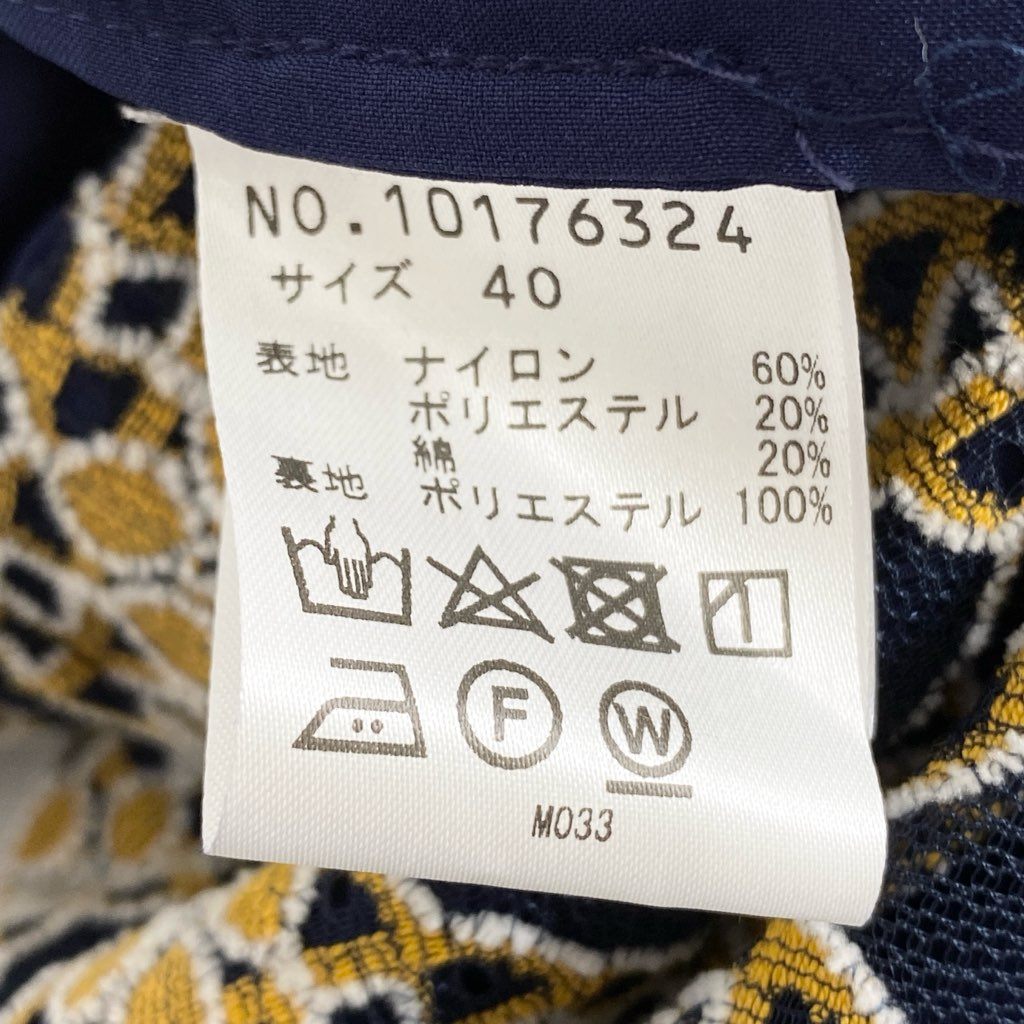 NO.10176324
サイズ 40
表地 ナイロン 60%
ポリエステル 20%
綿 20%
裏地 ポリエステル 100%
F W
M033